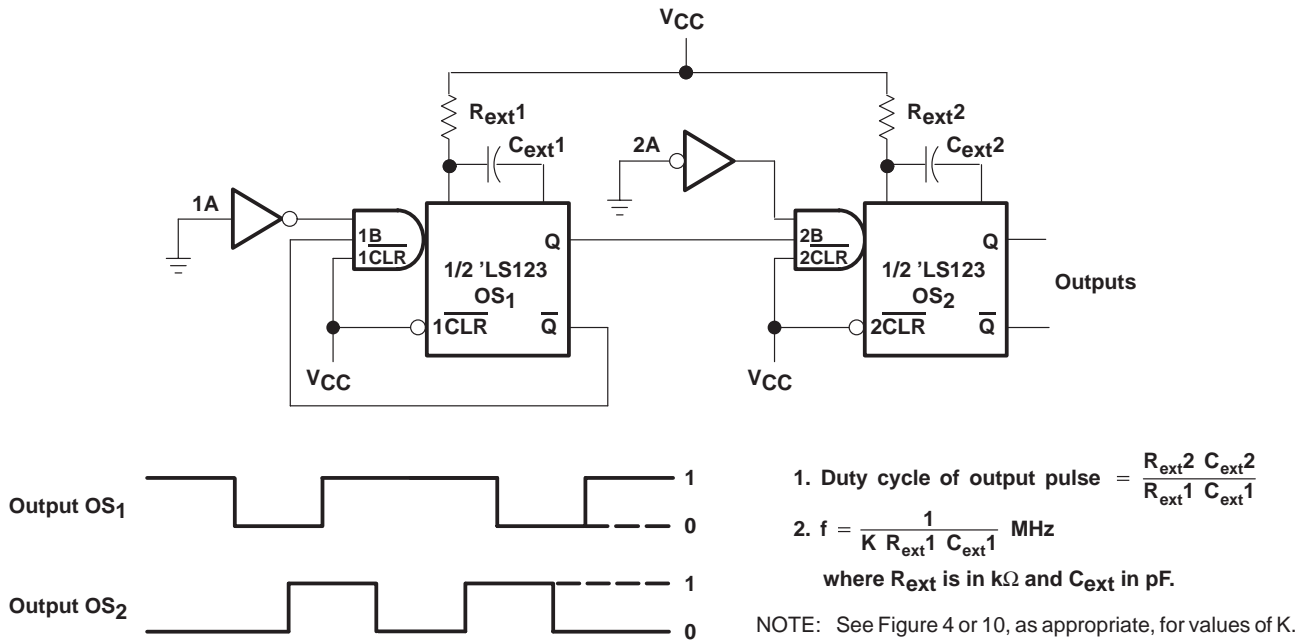 VCC
Rext1
Cext1
Rext2
Cext2
1A
2A
1B
1CLR
Q
1/2 'LS123
OS1
1CLR
Q
VCC
2B
2CLR
Q
1/2 'LS123
OS2
2CLR
Q
Outputs
VCC
Output OS1
1
0
Output OS2
1
0
1. Duty cycle of output pulse = Rext2 Cext2 / Rext1 Cext1
2. f = 1 / K Rext1 Cext1 MHz
where Rext is in kΩ and Cext in pF.
NOTE: See Figure 4 or 10, as appropriate, for values of K.